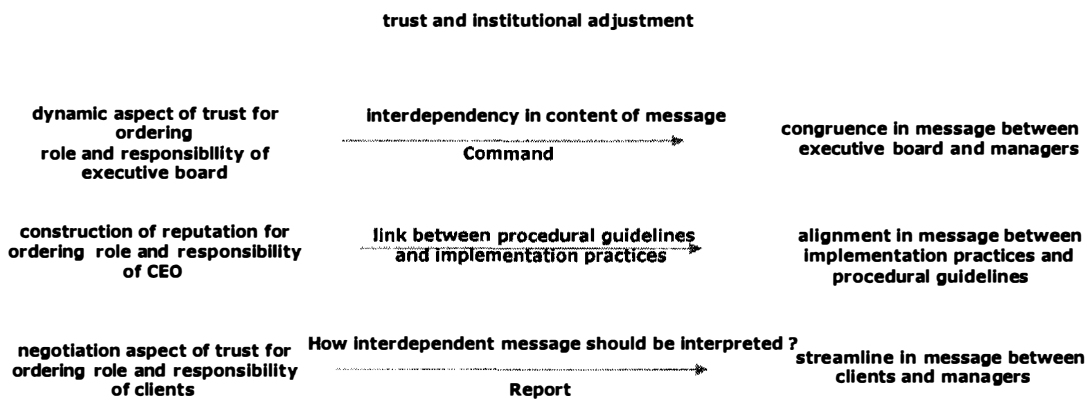 trust and institutional adjustment
dynamic aspect of trust for
ordering
role and responsibility of
executive board
interdependency in content of message
Command
congruence in message between
executive board and managers
construction of reputation for
ordering role and responsibility
of CEO
link between procedural guidelines
and implementation practices
alignment in message between
implementation practices and
procedural guidelines
negotiation aspect of trust for
ordering role and responsibility
of clients
How interdependent message should be interpreted ?
Report
streamline in message between
clients and managers